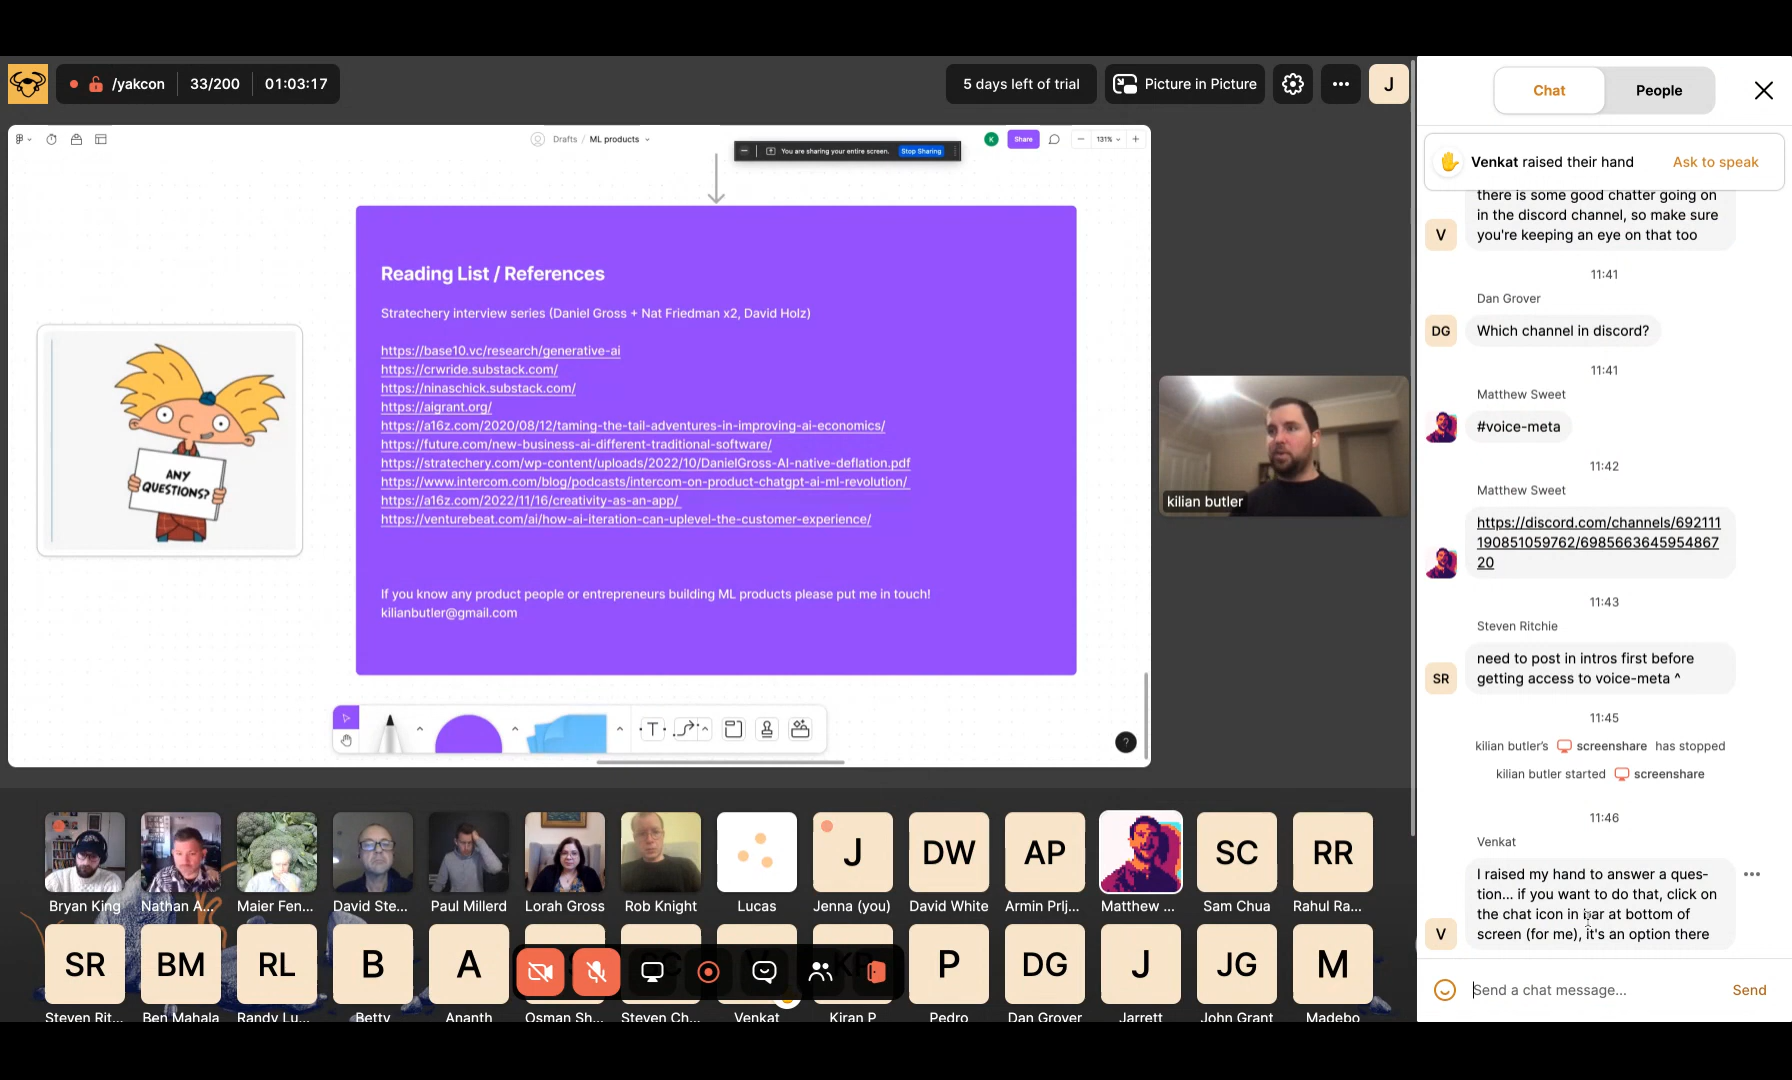 /yakcon
33/200
01:03:17
5 days left of trial
Picture in Picture
J
Drafts / ML products
You are sharing your entire screen.
Stop Sharing
K
Share
131%
Reading List / References
Stratechery interview series (Daniel Gross + Nat Friedman x2, David Holz)
https://base10.vc/research/generative-ai
https://crwride.substack.com/
https://ninaschick.substack.com/
https://aigrant.org/
https://a16z.com/2020/08/12/taming-the-tail-adventures-in-improving-ai-economics/
https://future.com/new-business-ai-different-traditional-software/
https://stratechery.com/wp-content/uploads/2022/10/DanielGross-AI-native-deflation.pdf
https://www.intercom.com/blog/podcasts/intercom-on-product-chatgpt-ai-ml-revolution/
https://a16z.com/2022/11/16/creativity-as-an-app/
https://venturebeat.com/ai/how-ai-iteration-can-uplevel-the-customer-experience/
If you know any product people or entrepreneurs building ML products please put me in touch!
kilianbutler@gmail.com
ANY
QUESTIONS?
T
?
kilian butler
J
DW
AP
SC
RR
Bryan King
Nathan A...
Maier Fen...
David Ste...
Paul Millerd
Lorah Gross
Rob Knight
Lucas
Jenna (you)
David White
Armin Prlj...
Matthew ...
Sam Chua
Rahul Ra...
SR
BM
RL
B
A
P
DG
J
JG
M
Steven Rit...
Ben Mahala
Randy Lu...
Betty
Ananth
Osman Sh...
Steven Ch...
Venkat
Kiran P
Pedro
Dan Grover
Jarrett
John Grant
Madebo
Chat
People
Venkat raised their hand
Ask to speak
there is some good chatter going on
in the discord channel, so make sure
you're keeping an eye on that too
V
11:41
Dan Grover
DG
Which channel in discord?
11:41
Matthew Sweet
#voice-meta
11:42
Matthew Sweet
https://discord.com/channels/692111
190851059762/6985663645954867
20
11:43
Steven Ritchie
need to post in intros first before
getting access to voice-meta ^
SR
11:45
kilian butler's screenshare has stopped
kilian butler started screenshare
11:46
Venkat
I raised my hand to answer a ques-
tion... if you want to do that, click on
the chat icon in bar at bottom of
screen (for me), it's an option there
V
Send a chat message...
Send